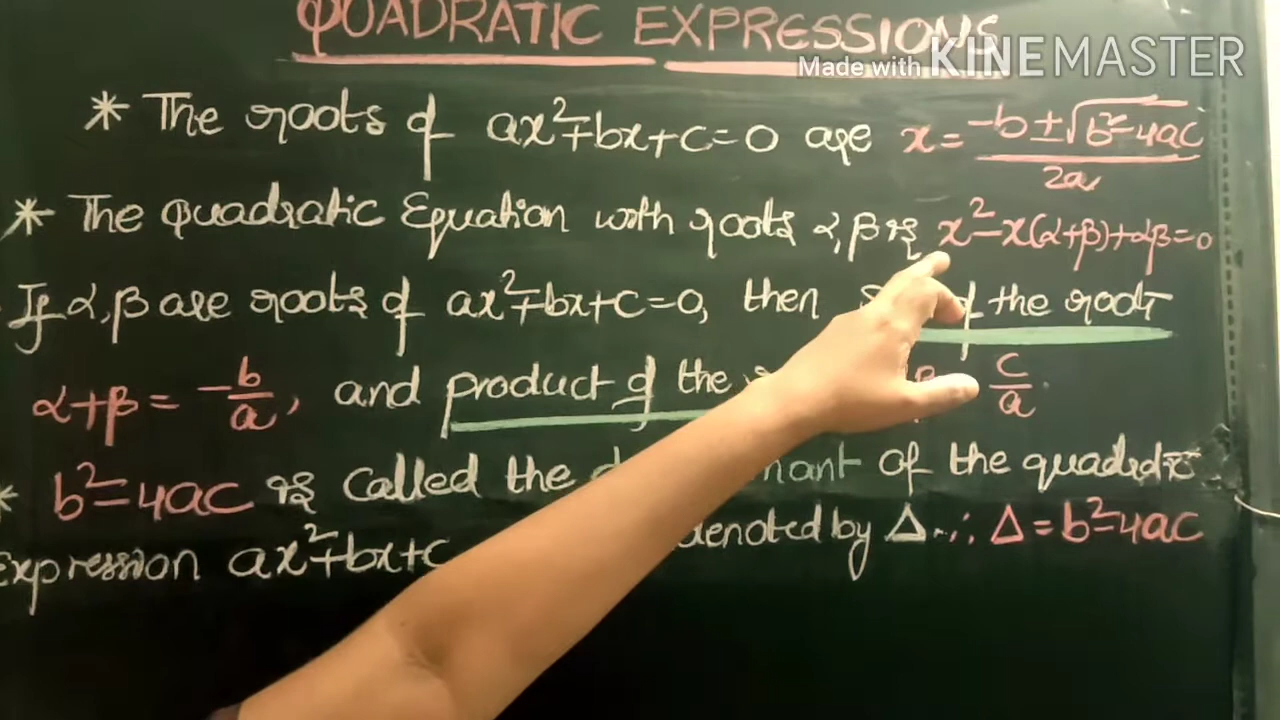 QUADRATIC EXPRESSIONS
Made with KINEMASTER
* The roots of ax²+bx+c=0 are x = -b ± √b²-4ac / 2a
* The Quadratic Equation with roots α,β is x²-x(α+β)+αβ=0
If α,β are roots of ax²+bx+c=0, then of the root
α+β = -b/a, and product of the β c/a.
* b²-4ac is called the of the quadratic
Expression ax²+bx+c denoted by Δ. ∴ Δ = b²-4ac